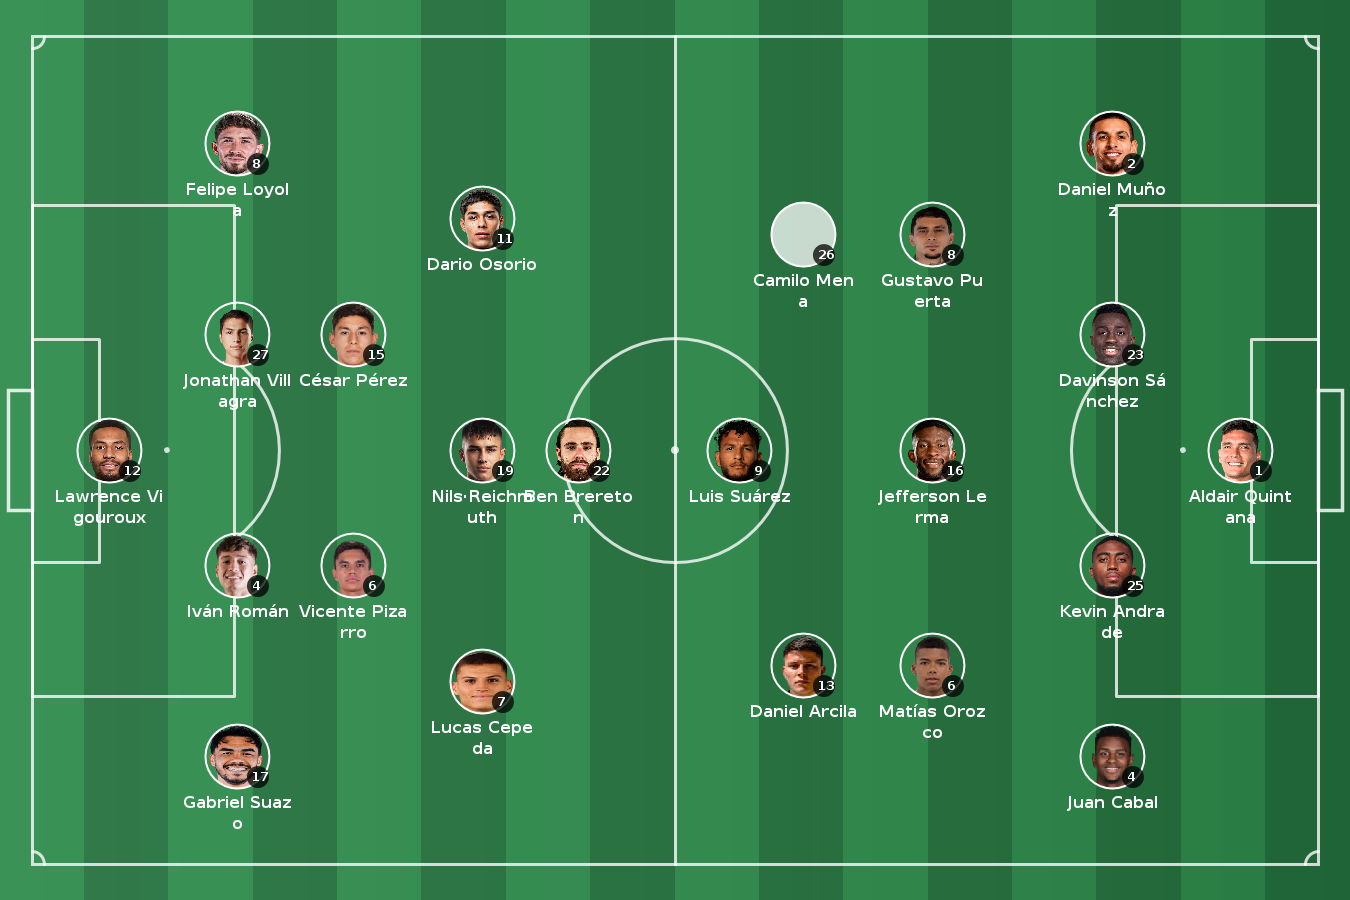 8
Felipe Loyol
a
2
Daniel Muño
z
11
Dario Osorio
26
Camilo Men
a
8
Gustavo Pu
erta
27
Jonathan Vill
agra
15
César Pérez
23
Davinson Sá
nchez
12
Lawrence Vi
gouroux
19
Nils·Reichm
uth
22
Ben Brereto
n
9
Luis Suárez
16
Jefferson Le
rma
1
Aldair Quint
ana
4
Iván Román
6
Vicente Piza
rro
25
Kevin Andra
de
7
Lucas Cepe
da
13
Daniel Arcila
6
Matías Oroz
co
17
Gabriel Suaz
o
4
Juan Cabal